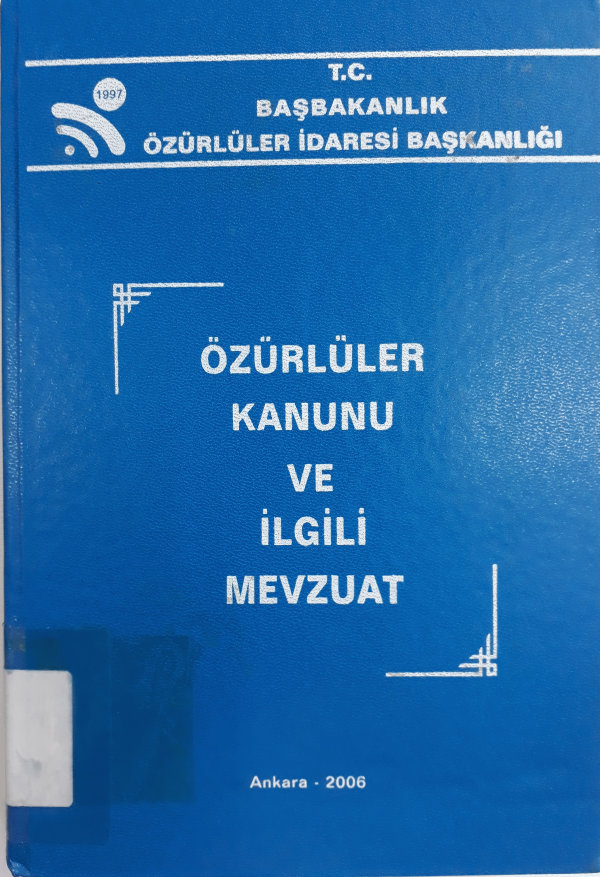 1997
T.C.
BAŞBAKANLIK
ÖZÜRLÜLER İDARESİ BAŞKANLIĞI
ÖZÜRLÜLER
KANUNU
VE
İLGİLİ
MEVZUAT
Ankara - 2006